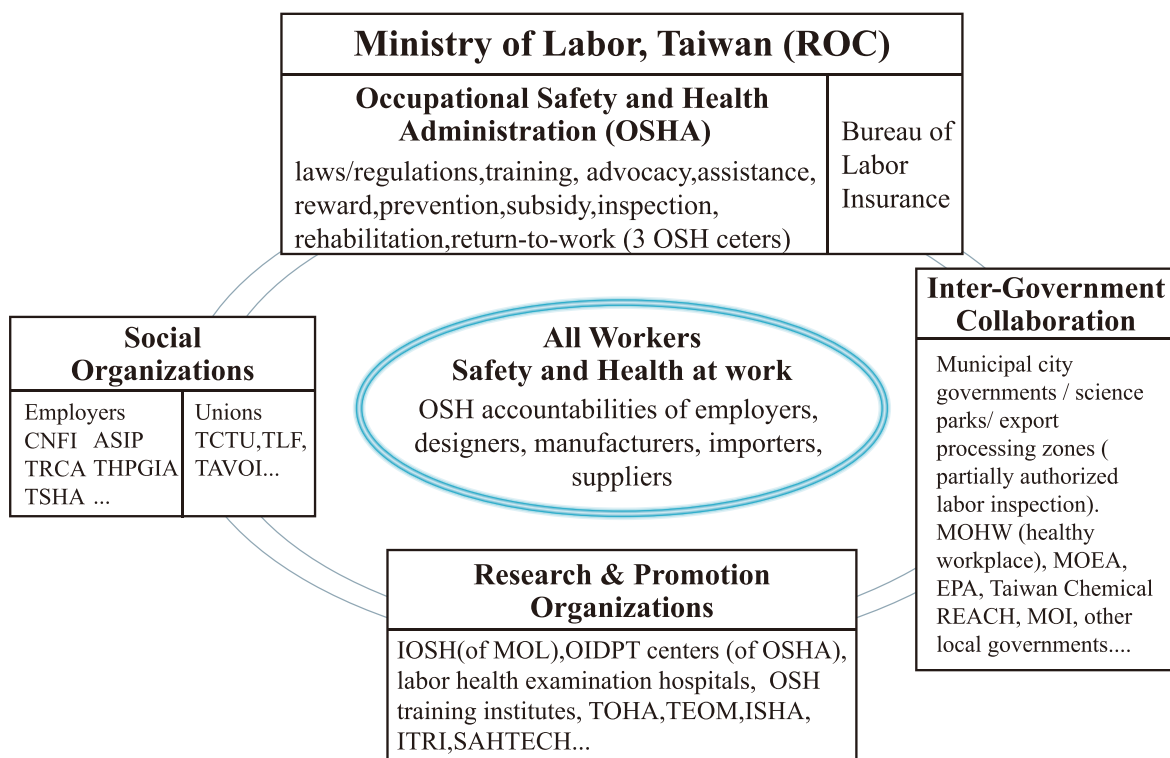 Ministry of Labor, Taiwan (ROC)
Occupational Safety and Health
Administration (OSHA)
laws/regulations,training, advocacy,assistance,
reward,prevention,subsidy,inspection,
rehabilitation,return-to-work (3 OSH ceters)
Bureau of
Labor
Insurance
Social
Organizations
Employers
CNFI ASIP
TRCA THPGIA
TSHA ...
Unions
TCTU,TLF,
TAVOI...
All Workers
Safety and Health at work
OSH accountabilities of employers,
designers, manufacturers, importers,
suppliers
Inter-Government
Collaboration
Municipal city
governments / science
parks/ export
processing zones (
partially authorized
labor inspection).
MOHW (healthy
workplace), MOEA,
EPA, Taiwan Chemical
REACH, MOI, other
local governments....
Research & Promotion
Organizations
IOSH(of MOL),OIDPT centers (of OSHA),
labor health examination hospitals, OSH
training institutes, TOHA,TEOM,ISHA,
ITRI,SAHTECH...